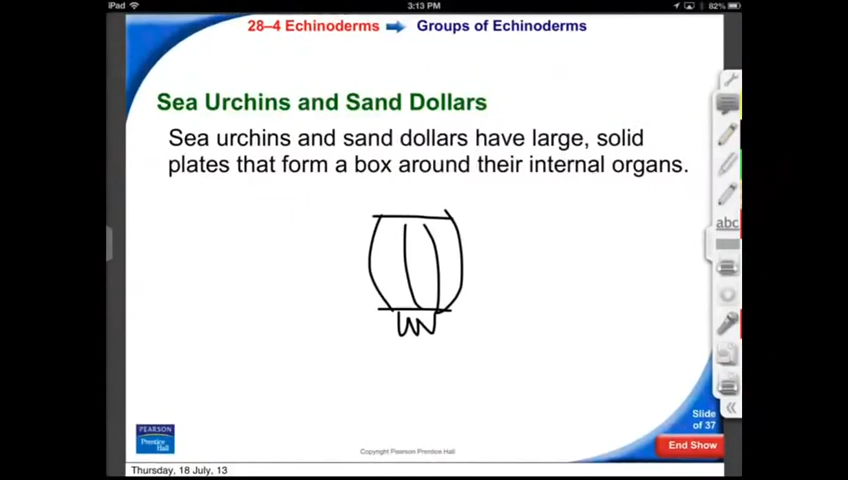 iPad
3:13 PM
82%
28–4 Echinoderms Groups of Echinoderms
Sea Urchins and Sand Dollars
Sea urchins and sand dollars have large, solid
plates that form a box around their internal organs.
abc
Slide
of 37
End Show
PEARSON
Prentice
Hall
Copyright Pearson Prentice Hall
Thursday, 18 July, 13